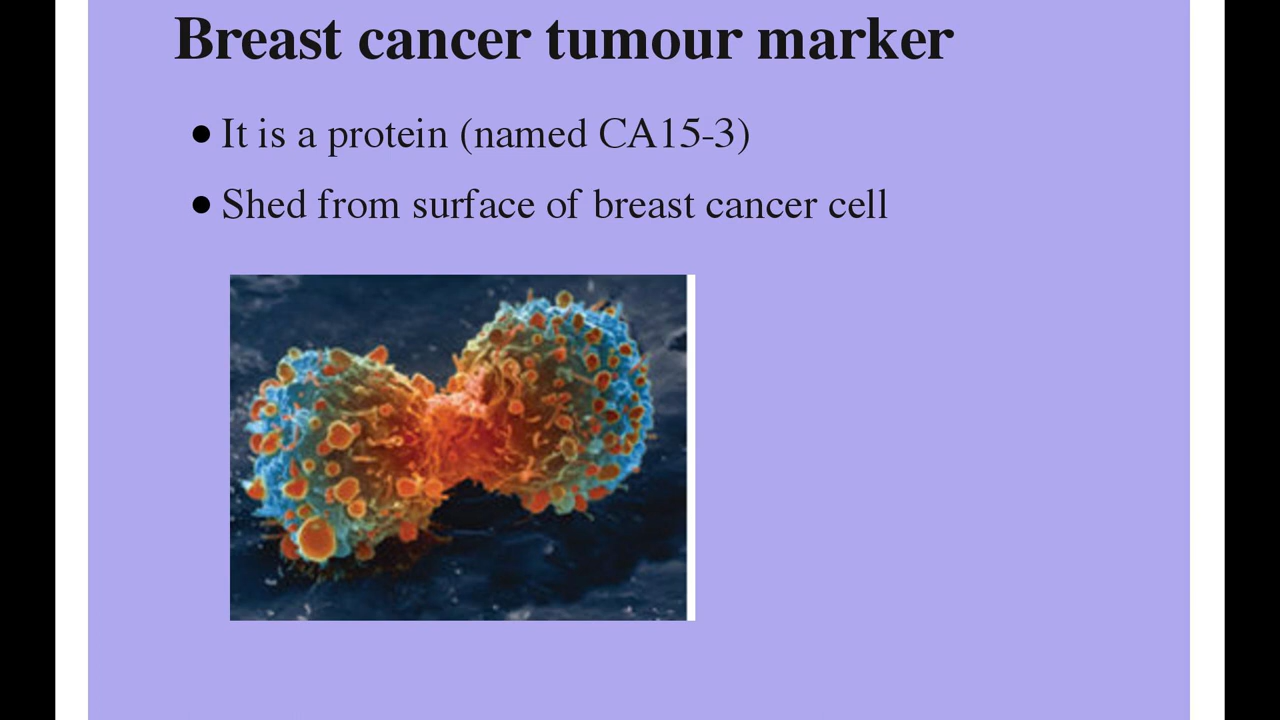 Breast cancer tumour marker
• It is a protein (named CA15-3)
• Shed from surface of breast cancer cell